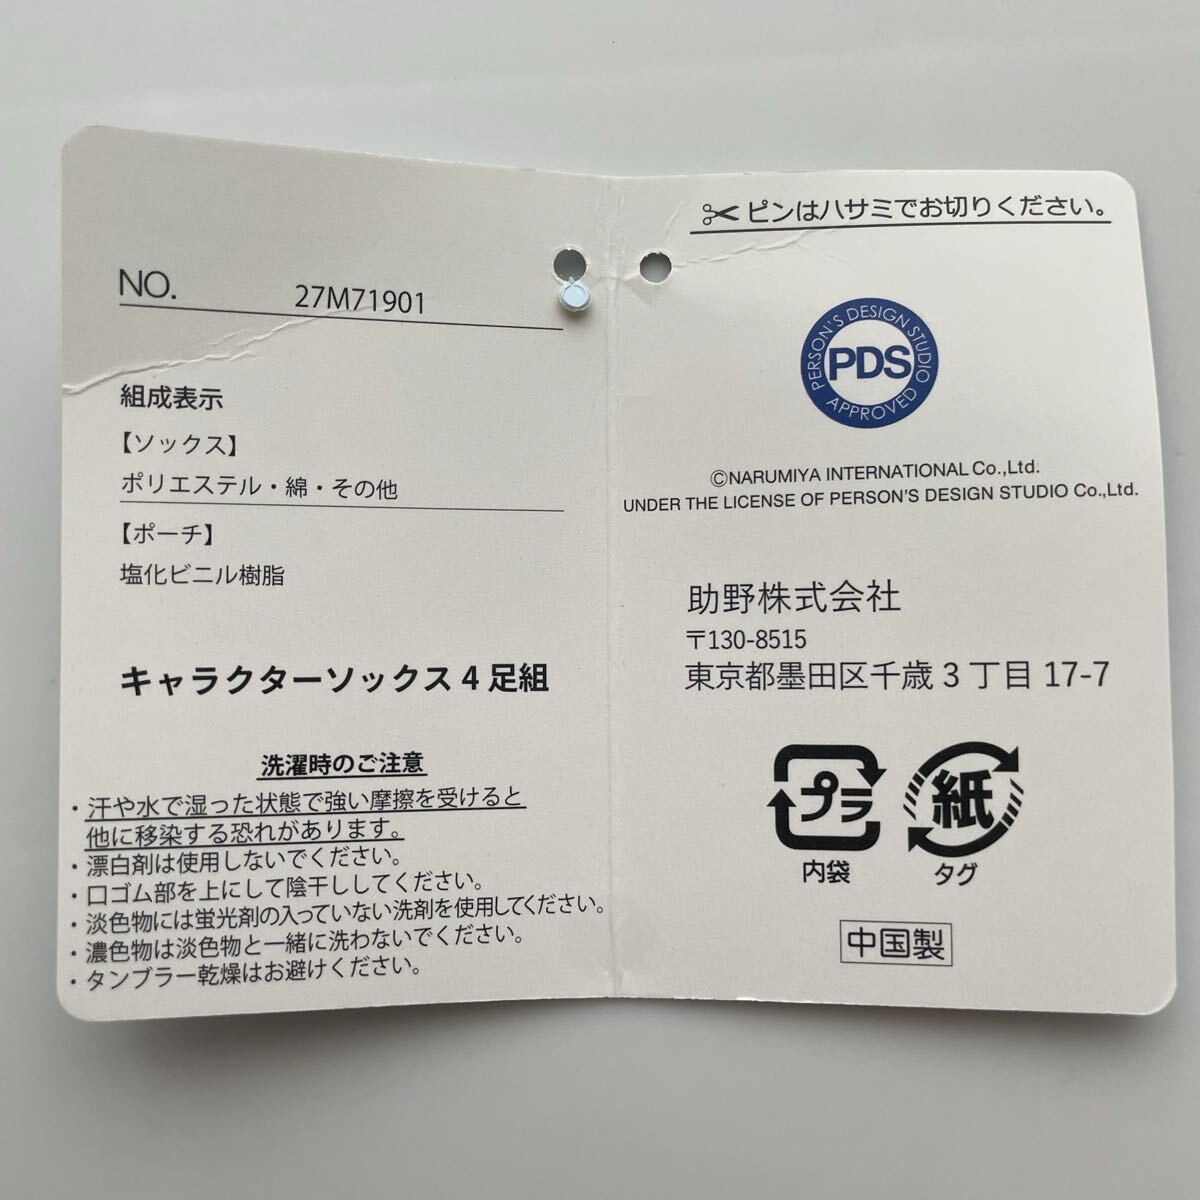 NO. 27M71901
組成表示
【ソックス】
ポリエステル・綿・その他
【ポーチ】
塩化ビニル樹脂
キャラクターソックス4足組
洗濯時のご注意
・汗や水で湿った状態で強い摩擦を受けると
他に移染する恐れがあります。
・漂白剤は使用しないでください。
・口ゴム部を上にして陰干ししてください。
・淡色物には蛍光剤の入っていない洗剤を使用してください。
・濃色物は淡色物と一緒に洗わないでください。
・タンブラー乾燥はお避けください。
ピンはハサミでお切りください。
PERSON'S DESIGN STUDIO
PDS
APPROVED
©NARUMIYA INTERNATIONAL Co.,Ltd.
UNDER THE LICENSE OF PERSON'S DESIGN STUDIO Co.,Ltd.
助野株式会社
〒130-8515
東京都墨田区千歳3丁目17-7
プラ 紙
内袋 タグ
中国製